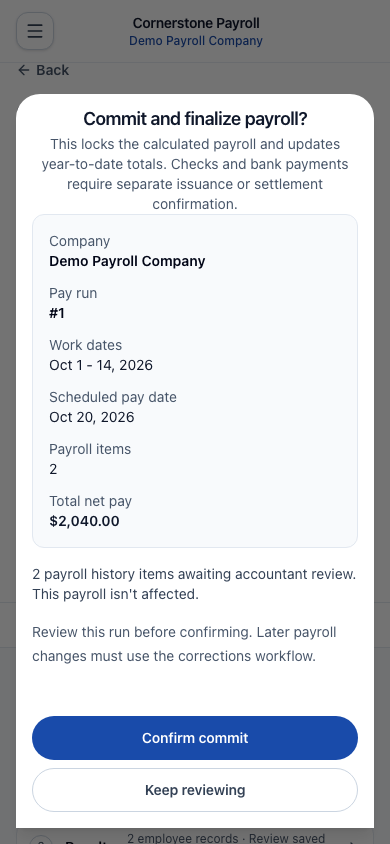 Cornerstone Payroll
Demo Payroll Company
Back
Commit and finalize payroll?
This locks the calculated payroll and updates
year-to-date totals. Checks and bank payments
require separate issuance or settlement
confirmation.
Company
Demo Payroll Company
Pay run
#1
Work dates
Oct 1 - 14, 2026
Scheduled pay date
Oct 20, 2026
Payroll items
2
Total net pay
$2,040.00
2 payroll history items awaiting accountant review.
This payroll isn't affected.
Review this run before confirming. Later payroll
changes must use the corrections workflow.
Confirm commit
Keep reviewing
2 employee records · Review saved